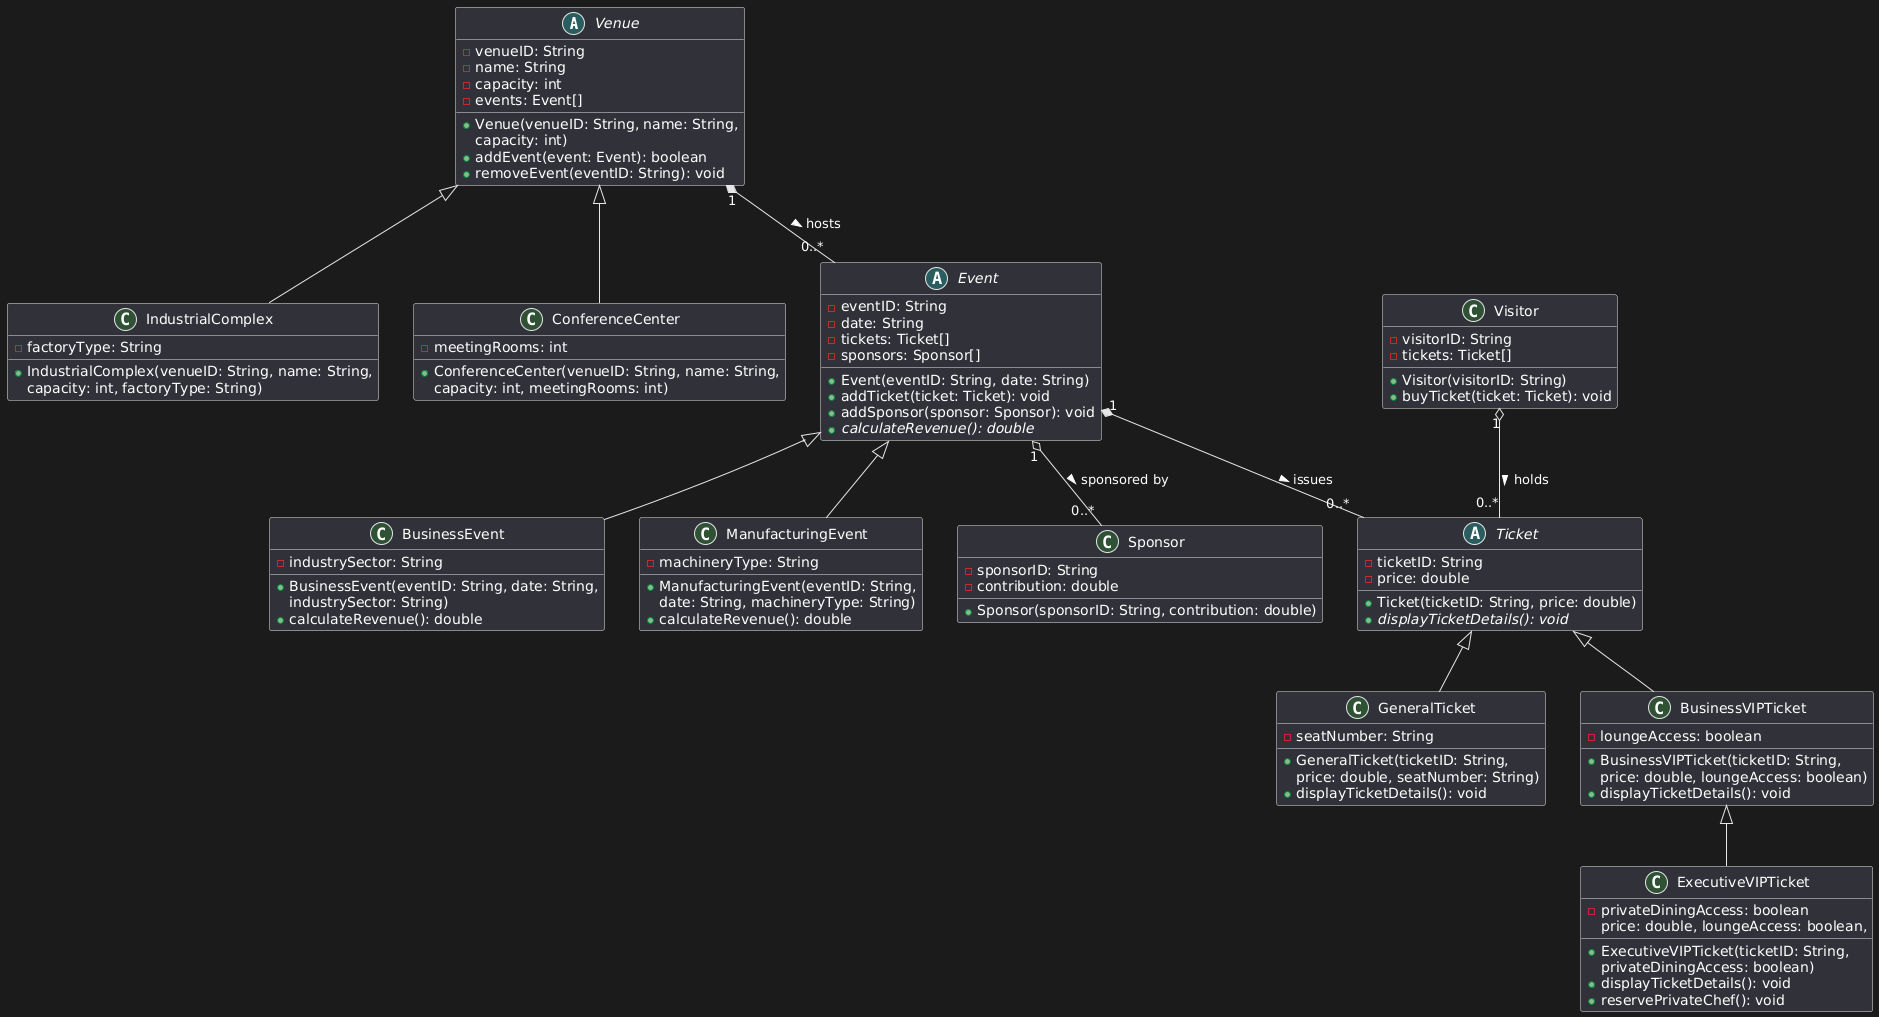 A Venue
venueID: String
name: String
capacity: int
events: Event[]
Venue(venueID: String, name: String,
capacity: int)
addEvent(event: Event): boolean
removeEvent(eventID: String): void
1
hosts
0..*
C IndustrialComplex
factoryType: String
IndustrialComplex(venueID: String, name: String,
capacity: int, factoryType: String)
C ConferenceCenter
meetingRooms: int
ConferenceCenter(venueID: String, name: String,
capacity: int, meetingRooms: int)
A Event
eventID: String
date: String
tickets: Ticket[]
sponsors: Sponsor[]
Event(eventID: String, date: String)
addTicket(ticket: Ticket): void
addSponsor(sponsor: Sponsor): void
calculateRevenue(): double
C Visitor
visitorID: String
tickets: Ticket[]
Visitor(visitorID: String)
buyTicket(ticket: Ticket): void
1
1
1
sponsored by
issues
holds
0..*
0..*
0..*
C BusinessEvent
industrySector: String
BusinessEvent(eventID: String, date: String,
industrySector: String)
calculateRevenue(): double
C ManufacturingEvent
machineryType: String
ManufacturingEvent(eventID: String,
date: String, machineryType: String)
calculateRevenue(): double
C Sponsor
sponsorID: String
contribution: double
Sponsor(sponsorID: String, contribution: double)
A Ticket
ticketID: String
price: double
Ticket(ticketID: String, price: double)
displayTicketDetails(): void
C GeneralTicket
seatNumber: String
GeneralTicket(ticketID: String,
price: double, seatNumber: String)
displayTicketDetails(): void
C BusinessVIPTicket
loungeAccess: boolean
BusinessVIPTicket(ticketID: String,
price: double, loungeAccess: boolean)
displayTicketDetails(): void
C ExecutiveVIPTicket
privateDiningAccess: boolean
price: double, loungeAccess: boolean,
ExecutiveVIPTicket(ticketID: String,
privateDiningAccess: boolean)
displayTicketDetails(): void
reservePrivateChef(): void